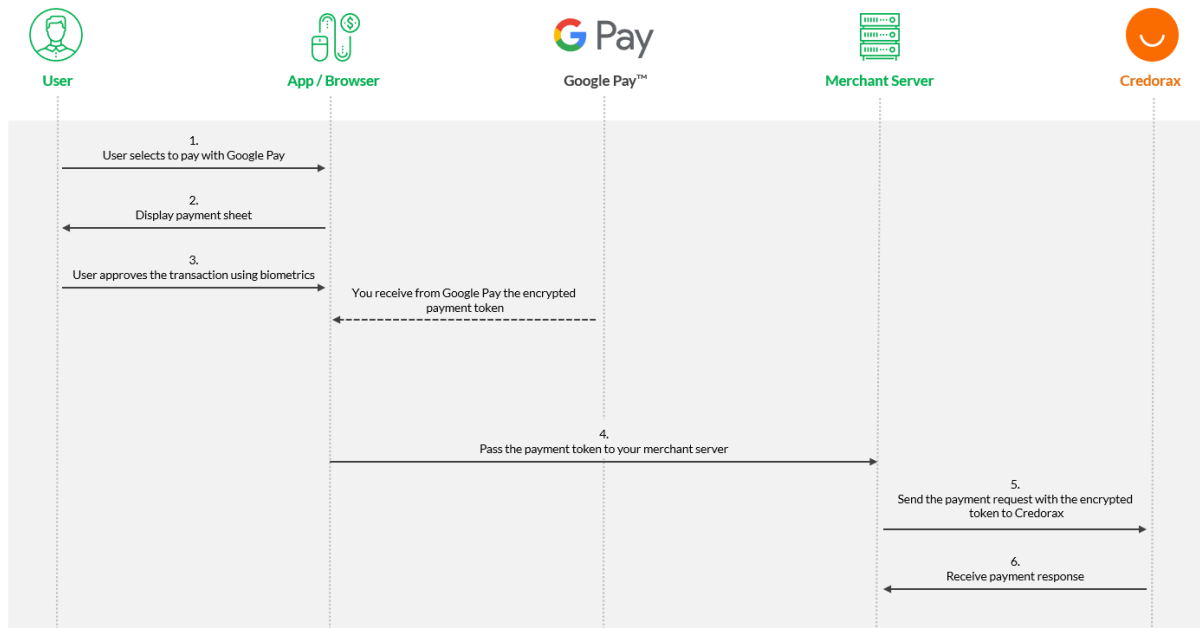 G Pay
User
App / Browser
Google Pay™
Merchant Server
Credorax
1.
User selects to pay with Google Pay
2.
Display payment sheet
3.
User approves the transaction using biometrics
You receive from Google Pay the encrypted
payment token
4.
Pass the payment token to your merchant server
5.
Send the payment request with the encrypted
token to Credorax
6.
Receive payment response